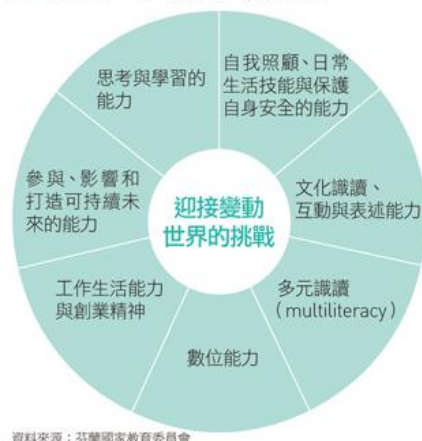 思考與學習的
能力
自我照顧、日常
生活技能與保護
自身安全的能力
參與、影響和
打造可持續未
來的能力
迎接變動
世界的挑戰
文化識讀、
互動與表述能力
工作生活能力
與創業精神
多元識讀
(multiliteracy)
數位能力
資料來源：芬蘭國家教育委員會